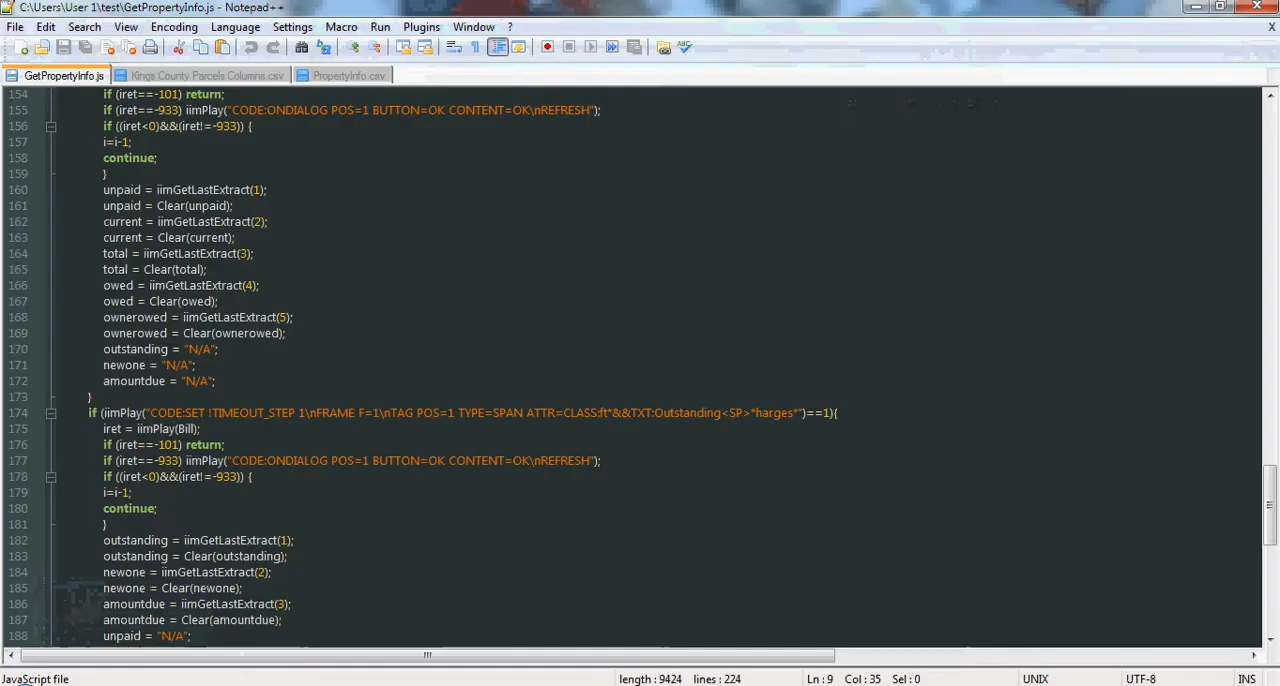 C:\Users\User 1\test\GetPropertyInfo.js - Notepad++
File Edit Search View Encoding Language Settings Macro Run Plugins Window ? X
GetPropertyInfo.js Kings County Parcels Columns.csv PropertyInfo.csv
154 if (iret==-101) return;
155 if (iret==-933) iimPlay("CODE:ONDIALOG POS=1 BUTTON=OK CONTENT=OK\nREFRESH");
156 if ((iret<0)&&(iret!=-933)) {
157 i=i-1;
158 continue;
159 }
160 unpaid = iimGetLastExtract(1);
161 unpaid = Clear(unpaid);
162 current = iimGetLastExtract(2);
163 current = Clear(current);
164 total = iimGetLastExtract(3);
165 total = Clear(total);
166 owed = iimGetLastExtract(4);
167 owed = Clear(owed);
168 ownerowed = iimGetLastExtract(5);
169 ownerowed = Clear(ownerowed);
170 outstanding = "N/A";
171 newone = "N/A";
172 amountdue = "N/A";
173 }
174 if (iimPlay("CODE:SET !TIMEOUT_STEP 1\nFRAME F=1\nTAG POS=1 TYPE=SPAN ATTR=CLASS:ft*&&TXT:Outstanding<SP>*harges*")==1){
175 iret = iimPlay(Bill);
176 if (iret==-101) return;
177 if (iret==-933) iimPlay("CODE:ONDIALOG POS=1 BUTTON=OK CONTENT=OK\nREFRESH");
178 if ((iret<0)&&(iret!=-933)) {
179 i=i-1;
180 continue;
181 }
182 outstanding = iimGetLastExtract(1);
183 outstanding = Clear(outstanding);
184 newone = iimGetLastExtract(2);
185 newone = Clear(newone);
186 amountdue = iimGetLastExtract(3);
187 amountdue = Clear(amountdue);
188 unpaid = "N/A";
JavaScript file length : 9424 lines : 224 Ln : 9 Col : 35 Sel : 0 UNIX UTF-8 INS